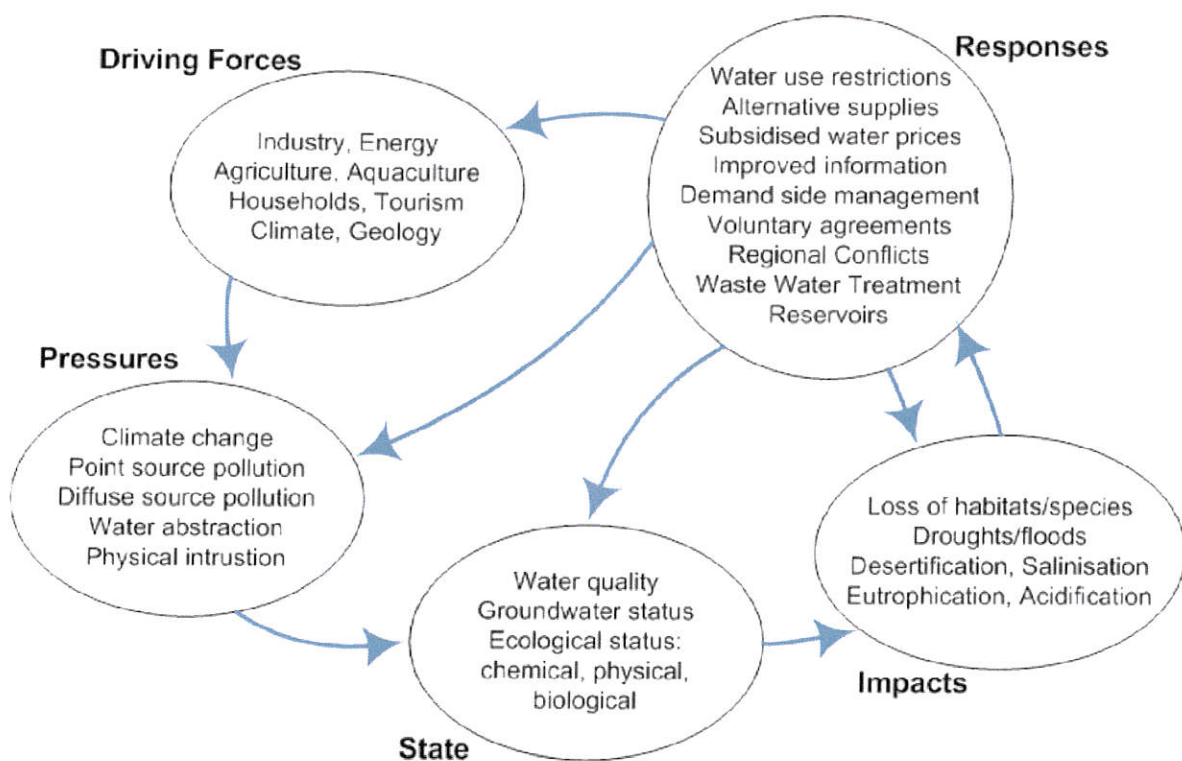 Driving Forces
Industry, Energy
Agriculture, Aquaculture
Households, Tourism
Climate, Geology
Responses
Water use restrictions
Alternative supplies
Subsidised water prices
Improved information
Demand side management
Voluntary agreements
Regional Conflicts
Waste Water Treatment
Reservoirs
Pressures
Climate change
Point source pollution
Diffuse source pollution
Water abstraction
Physical intrustion
Water quality
Groundwater status
Ecological status:
chemical, physical,
biological
State
Loss of habitats/species
Droughts/floods
Desertification, Salinisation
Eutrophication, Acidification
Impacts